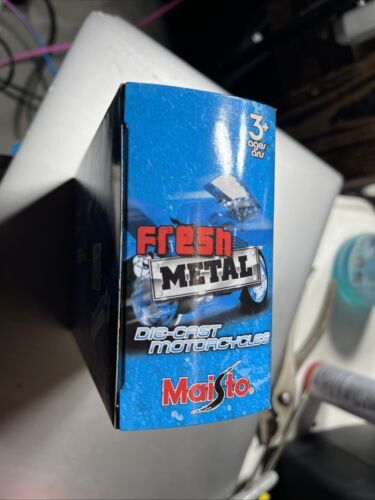 3+
ages
ans
Fresh
METAL
DIE-CAST
MOTORCYCLES
Maisto®